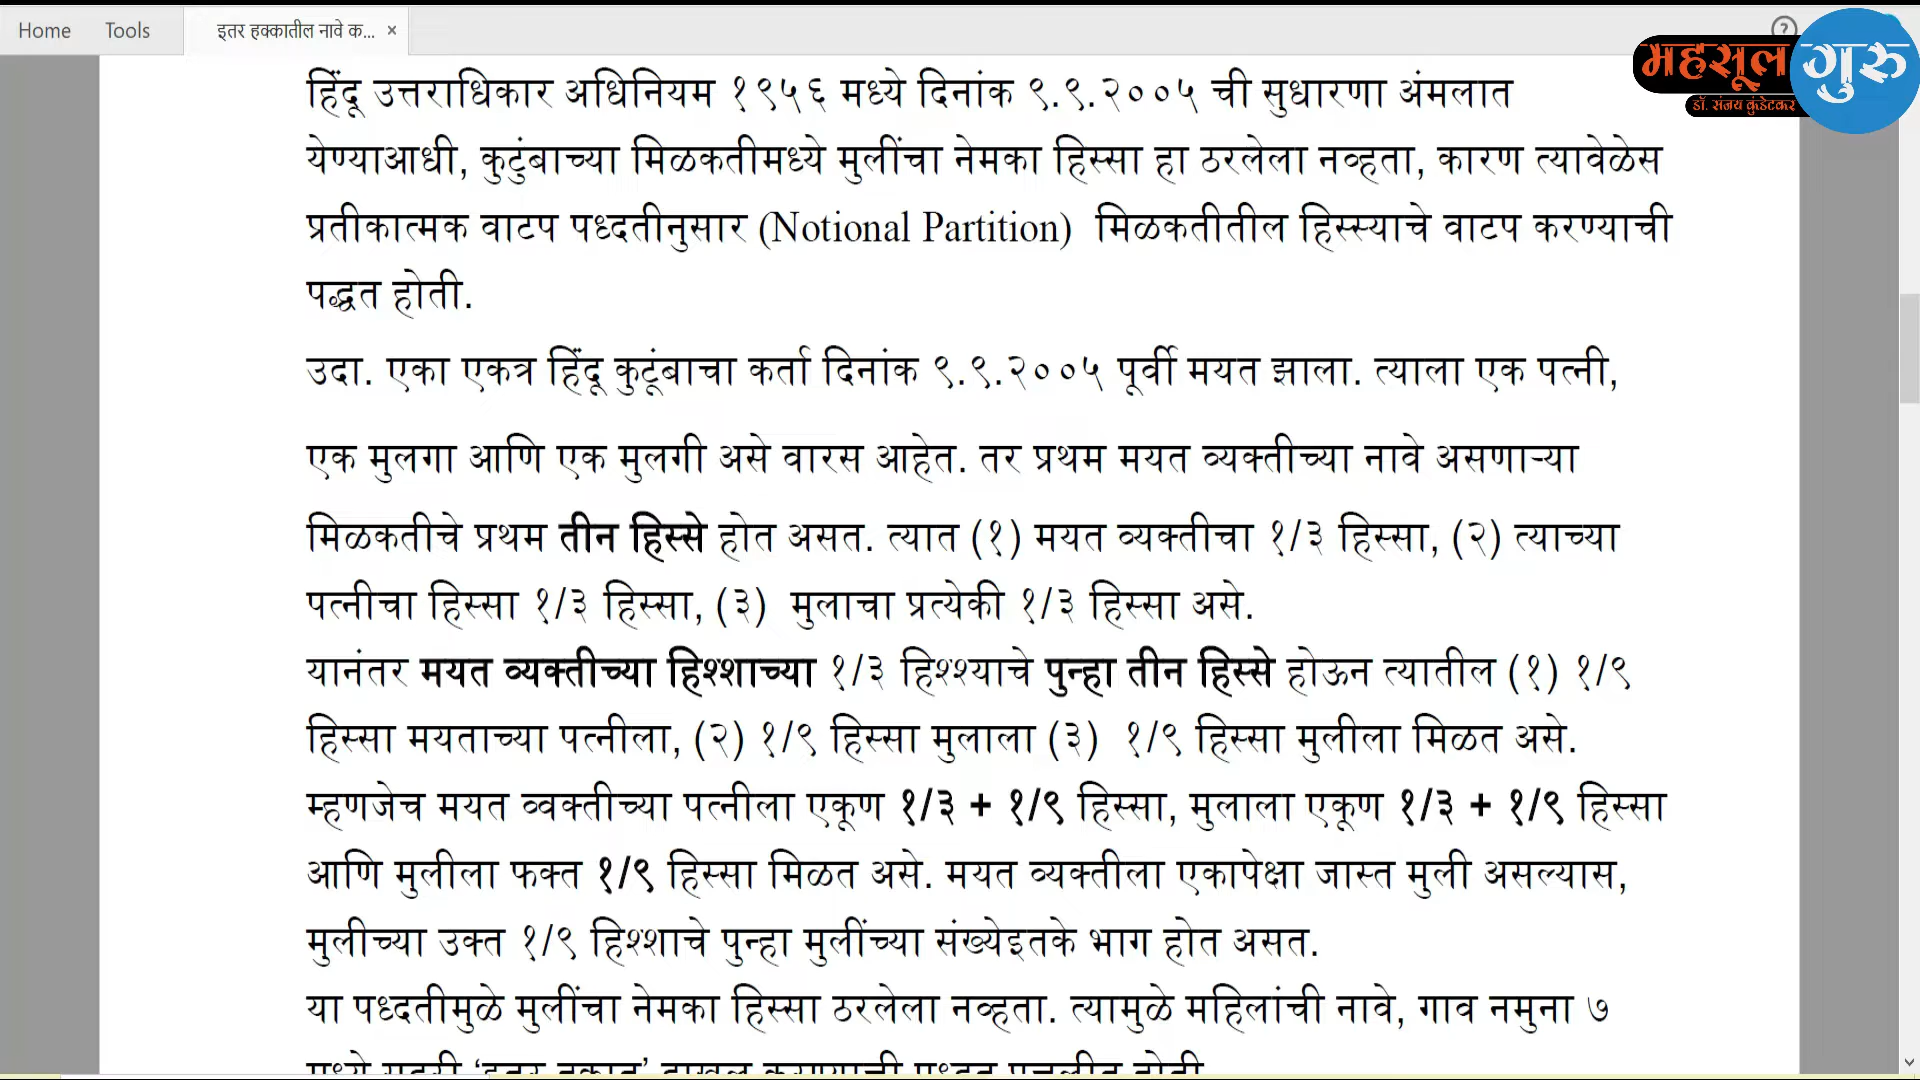 Home Tools इतर हक्कातील नावे क... ×
महसूल गुरु
डॉ. संजय कुंडेटकर
हिंदू उत्तराधिकार अधिनियम १९५६ मध्ये दिनांक ९.९.२००५ ची सुधारणा अंमलात
येण्याआधी, कुटुंबाच्या मिळकतीमध्ये मुलींचा नेमका हिस्सा हा ठरलेला नव्हता, कारण त्यावेळेस
प्रतीकात्मक वाटप पध्दतीनुसार (Notional Partition) मिळकतीतील हिस्स्याचे वाटप करण्याची
पद्धत होती.
उदा. एका एकत्र हिंदू कुटूंबाचा कर्ता दिनांक ९.९.२००५ पूर्वी मयत झाला. त्याला एक पत्नी,
एक मुलगा आणि एक मुलगी असे वारस आहेत. तर प्रथम मयत व्यक्तीच्या नावे असणाऱ्या
मिळकतीचे प्रथम तीन हिस्से होत असत. त्यात (१) मयत व्यक्तीचा १/३ हिस्सा, (२) त्याच्या
पत्नीचा हिस्सा १/३ हिस्सा, (३) मुलाचा प्रत्येकी १/३ हिस्सा असे.
यानंतर मयत व्यक्तीच्या हिश्शाच्या १/३ हिश्श्याचे पुन्हा तीन हिस्से होऊन त्यातील (१) १/९
हिस्सा मयताच्या पत्नीला, (२) १/९ हिस्सा मुलाला (३) १/९ हिस्सा मुलीला मिळत असे.
म्हणजेच मयत व्वक्तीच्या पत्नीला एकूण १/३ + १/९ हिस्सा, मुलाला एकूण १/३ + १/९ हिस्सा
आणि मुलीला फक्त १/९ हिस्सा मिळत असे. मयत व्यक्तीला एकापेक्षा जास्त मुली असल्यास,
मुलीच्या उक्त १/९ हिश्शाचे पुन्हा मुलींच्या संख्येइतके भाग होत असत.
या पध्दतीमुळे मुलींचा नेमका हिस्सा ठरलेला नव्हता. त्यामुळे महिलांची नावे, गाव नमुना ७